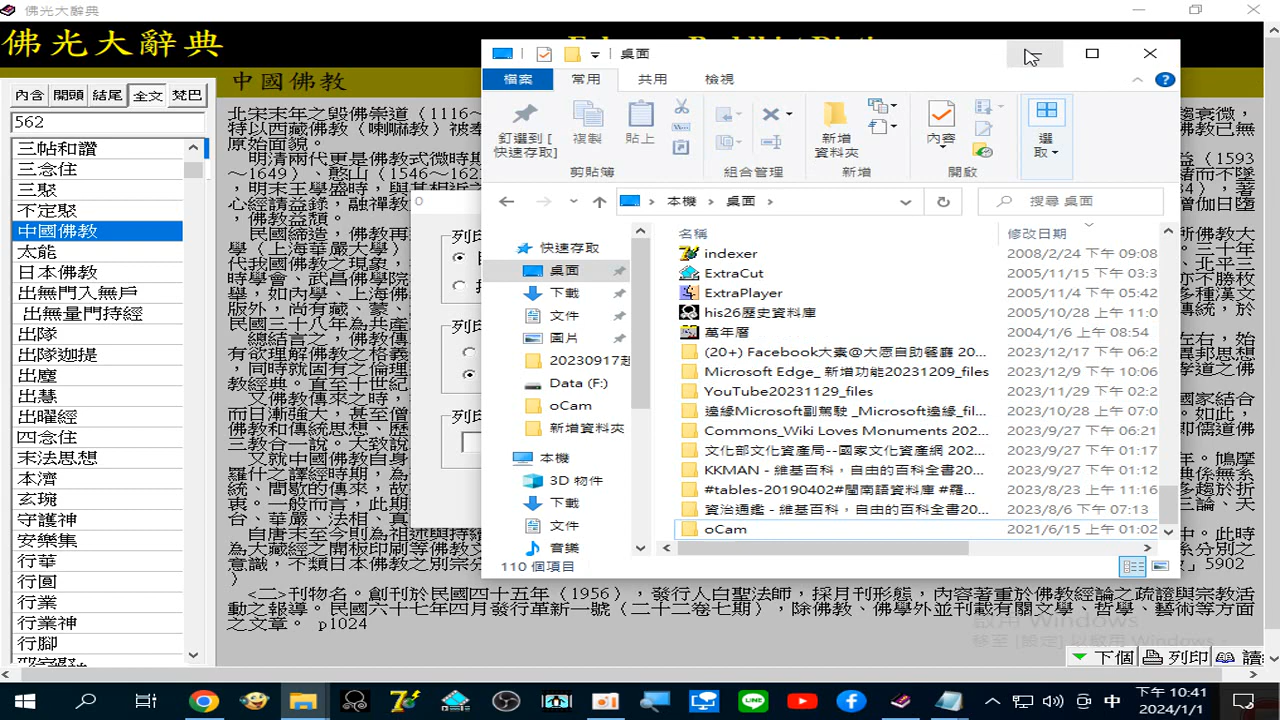 佛光大辭典
佛光大辭典
中國佛教
內含 開頭 結尾 全文 梵巴
562
三帖和讚
三念住
三聚
不定聚
中國佛教
太能
日本佛教
出無門入無戶
出無量門持經
出隊
出隊迦提
出塵
出慧
出曜經
四念住
末法思想
本濟
玄琬
守護神
安樂集
行華
行圓
行業
行業神
行腳
北宋末年之毀佛崇道（1116～
特以西藏佛教（喇嘛教）被奉
原始面貌。
明清兩代更是佛教式微時期
～1649）、憨山（1546～162
，明末王學盛時，與其相近之
心經請益錄，融禪教
，佛教益頹。
民國締造，佛教再
學（上海華嚴大學）
代我國佛教之現象，
時學會、武昌佛學院
舉，如內學、上海佛
版外，尚有藏、蒙、
民國三十八年為共產
總結言之，佛教傳
有欲理解佛教之格義
，同時就固有之倫理
教經典。直至十世紀
又佛教傳來之時，
而日漸強大，甚至僧
教和傳統思想、歷
三教合一說。大致說
又就中國佛教自身
羅什之譯經時期，為
統、間斷的傳來，故
衷。一般而言，此期
台、華嚴、法相、真
自唐末至今則為祖述與持續
為大藏經之開板印刷等佛教文
意識，不類日本佛教之別宗分
）
<二>刊物名。創刊於民國四十五年（1956），發行人白聖法師，採月刊形態，內容著重於佛教經論之疏證與宗教活
動之報導。民國六十七年四月發行革新一號（二十二卷七期），除佛教、佛學外並刊載有關文學、哲學、藝術等方面
之文章。 p1024
」5902
0
列印
列印
列印
桌面
檔案 常用 共用 檢視
釘選到 [
快速存取]
複製
貼上
新增
資料夾
內容
選
取
剪貼簿
組合管理
新增
開啟
本機 桌面
搜尋 桌面
快速存取
桌面
下載
文件
圖片
20230917起
Data (F:)
oCam
新增資料夾
本機
3D 物件
下載
文件
音樂
名稱 修改日期
indexer 2008/2/24 下午 09:08
ExtraCut 2005/11/15 下午 03:3
ExtraPlayer 2005/11/4 下午 05:42
his26歷史資料庫 2005/10/28 上午 11:0
萬年曆 2004/1/6 上午 08:54
(20+) Facebook大素@大愿自助餐廳 20... 2023/12/17 下午 06:2
Microsoft Edge_ 新增功能20231209_files 2023/12/9 下午 10:06
YouTube20231129_files 2023/11/29 下午 02:2
邊緣Microsoft副駕駛 _Microsoft邊緣_fil... 2023/10/28 上午 07:0
Commons_Wiki Loves Monuments 202... 2023/9/27 上午 06:21
文化部文化資產局--國家文化資產網 202... 2023/9/27 上午 01:17
KKMAN - 維基百科，自由的百科全書20... 2023/9/27 上午 01:12
#tables-20190402#閩南語資料庫 #羅... 2023/8/23 上午 11:16
資治通鑑 - 維基百科，自由的百科全書20... 2023/8/6 下午 07:13
oCam 2021/6/15 上午 01:02
110 個項目
啟用 Windows
移至 [設定] 以啟用 Windows。
下個 列印 讀
中
下午 10:41
2024/1/1